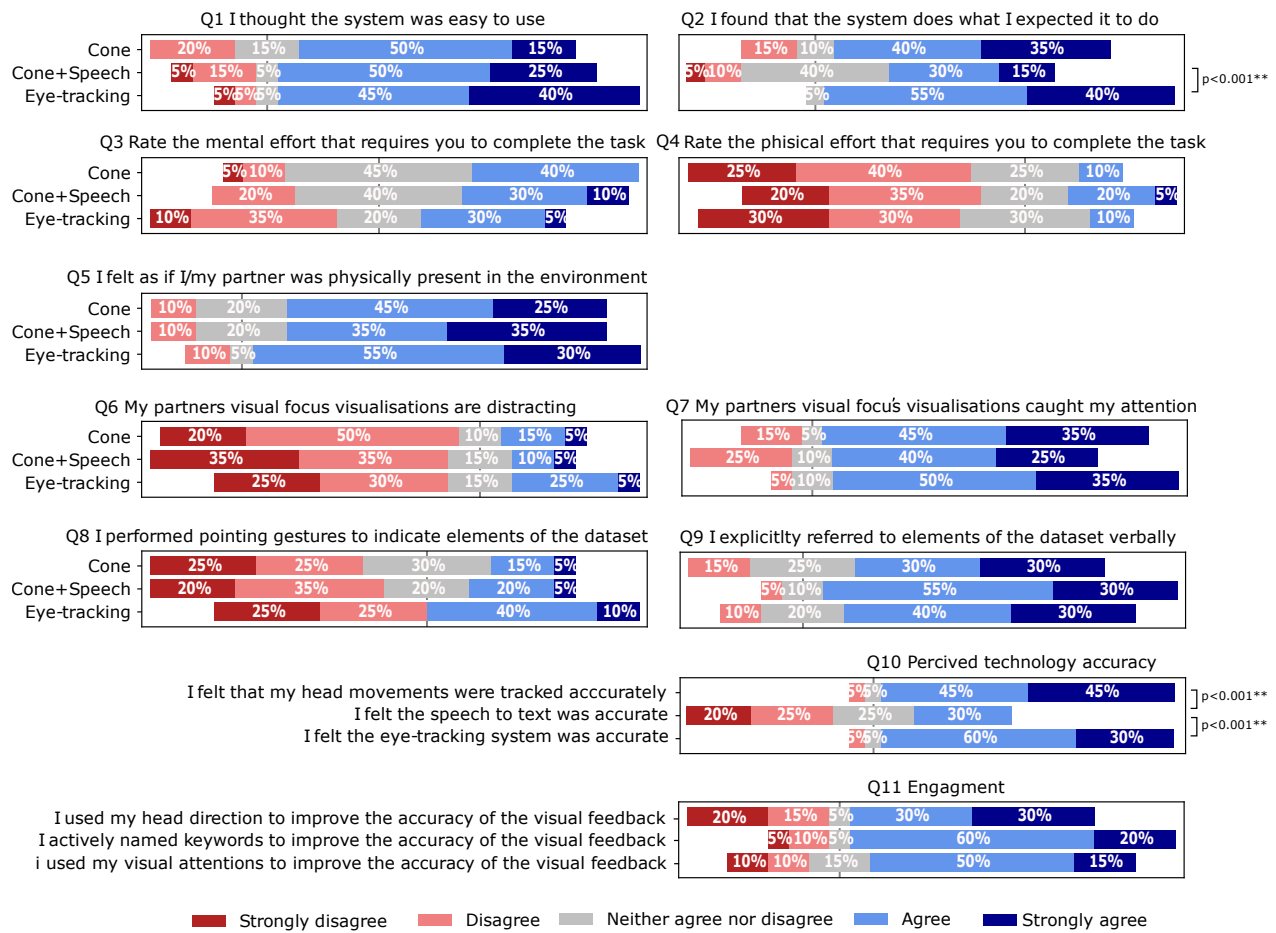 Q1 I thought the system was easy to use
Cone 20% 15% 50% 15%
Cone+Speech 5% 15% 5% 50% 25%
Eye-tracking 5% 5% 5% 45% 40%
Q2 I found that the system does what I expected it to do
15% 10% 40% 35%
5% 10% 40% 30% 15%
5% 55% 40%
p<0.001**
Q3 Rate the mental effort that requires you to complete the task
Cone 5% 10% 45% 40%
Cone+Speech 20% 40% 30% 10%
Eye-tracking 10% 35% 20% 30% 5%
Q4 Rate the phisical effort that requires you to complete the task
25% 40% 25% 10%
20% 35% 20% 20% 5%
30% 30% 30% 10%
Q5 I felt as if I/my partner was physically present in the environment
Cone 10% 20% 45% 25%
Cone+Speech 10% 20% 35% 35%
Eye-tracking 10% 5% 55% 30%
Q6 My partners visual focus visualisations are distracting
Cone 20% 50% 10% 15% 5%
Cone+Speech 35% 35% 15% 10% 5%
Eye-tracking 25% 30% 15% 25% 5%
Q7 My partners visual focus's visualisations caught my attention
15% 5% 45% 35%
25% 10% 40% 25%
5% 10% 50% 35%
Q8 I performed pointing gestures to indicate elements of the dataset
Cone 25% 25% 30% 15% 5%
Cone+Speech 20% 35% 20% 20% 5%
Eye-tracking 25% 25% 40% 10%
Q9 I explicitlty referred to elements of the dataset verbally
15% 25% 30% 30%
5% 10% 55% 30%
10% 20% 40% 30%
Q10 Percived technology accuracy
I felt that my head movements were tracked acccurately 5% 5% 45% 45%
I felt the speech to text was accurate 20% 25% 25% 30%
I felt the eye-tracking system was accurate 5% 5% 60% 30%
p<0.001**
p<0.001**
Q11 Engagment
I used my head direction to improve the accuracy of the visual feedback 20% 15% 5% 30% 30%
I actively named keywords to improve the accuracy of the visual feedback 5% 10% 5% 60% 20%
i used my visual attentions to improve the accuracy of the visual feedback 10% 10% 15% 50% 15%
Strongly disagree Disagree Neither agree nor disagree Agree Strongly agree